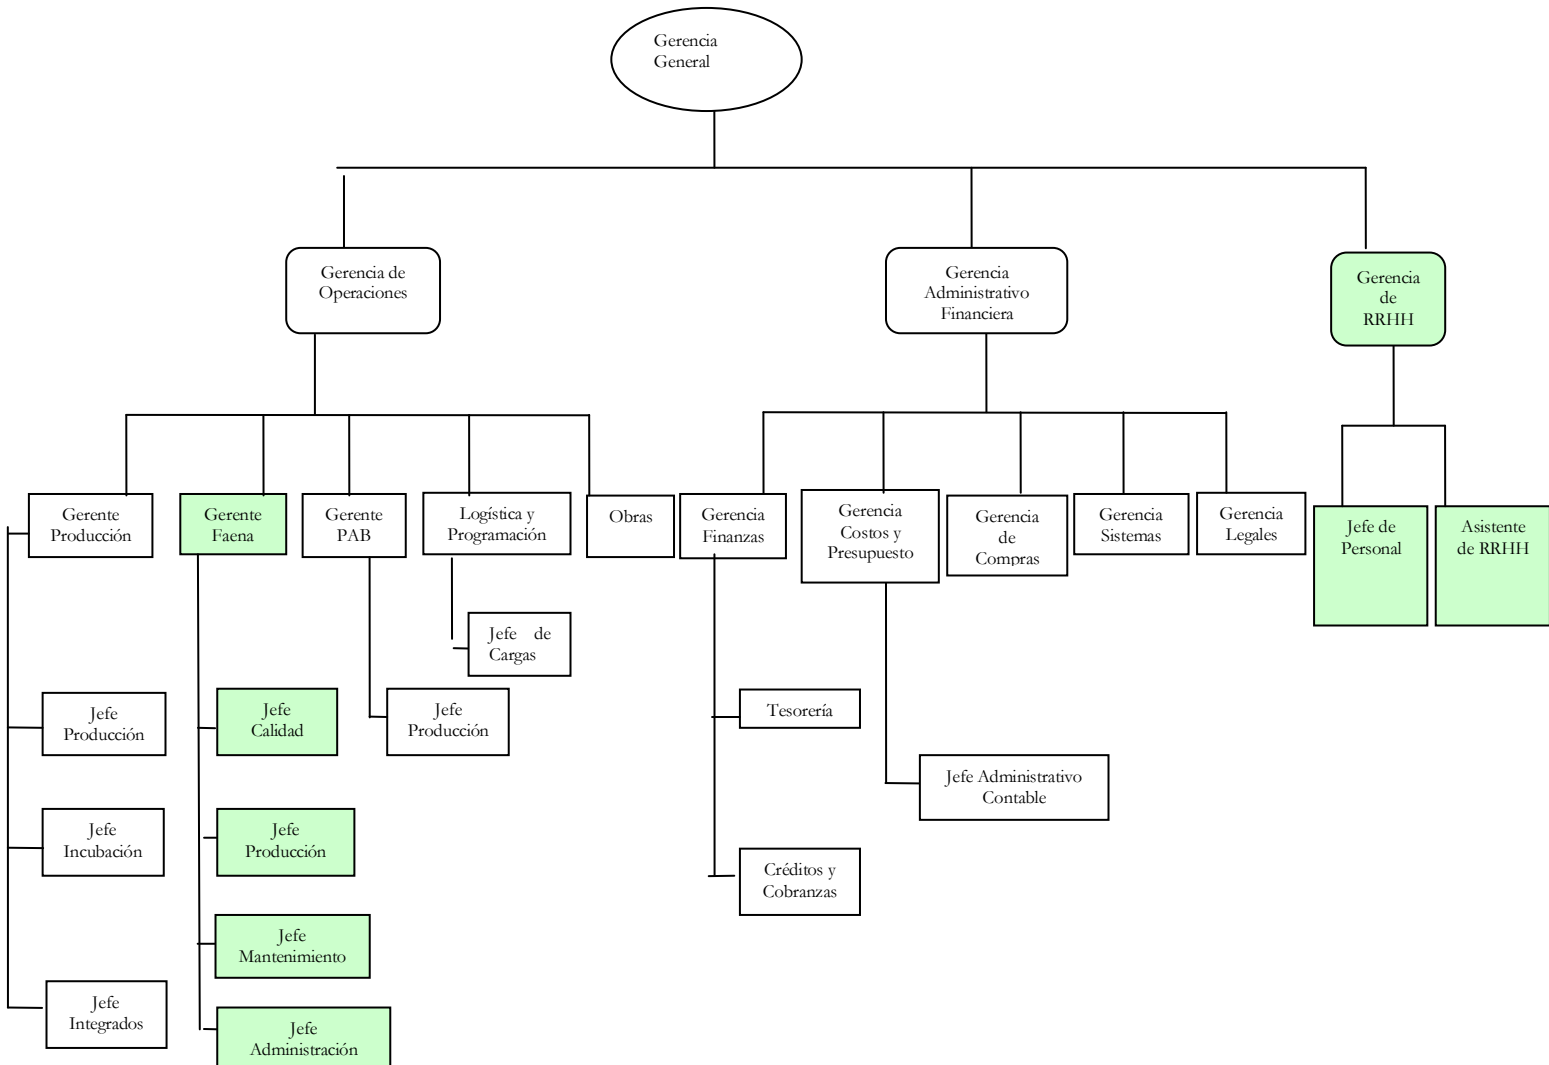 Gerencia
General
Gerencia de
Operaciones
Gerencia
Administrativo
Financiera
Gerencia
de
RRHH
Gerente
Producción
Gerente
Faena
Gerente
PAB
Logística y
Programación
Obras
Gerencia
Finanzas
Gerencia
Costos y
Presupuesto
Gerencia
de
Compras
Gerencia
Sistemas
Gerencia
Legales
Jefe de
Personal
Asistente
de RRHH
Jefe de
Cargas
Jefe
Producción
Jefe
Calidad
Jefe
Producción
Tesorería
Jefe Administrativo
Contable
Jefe
Incubación
Jefe
Producción
Créditos y
Cobranzas
Jefe
Mantenimiento
Jefe
Integrados
Jefe
Administración